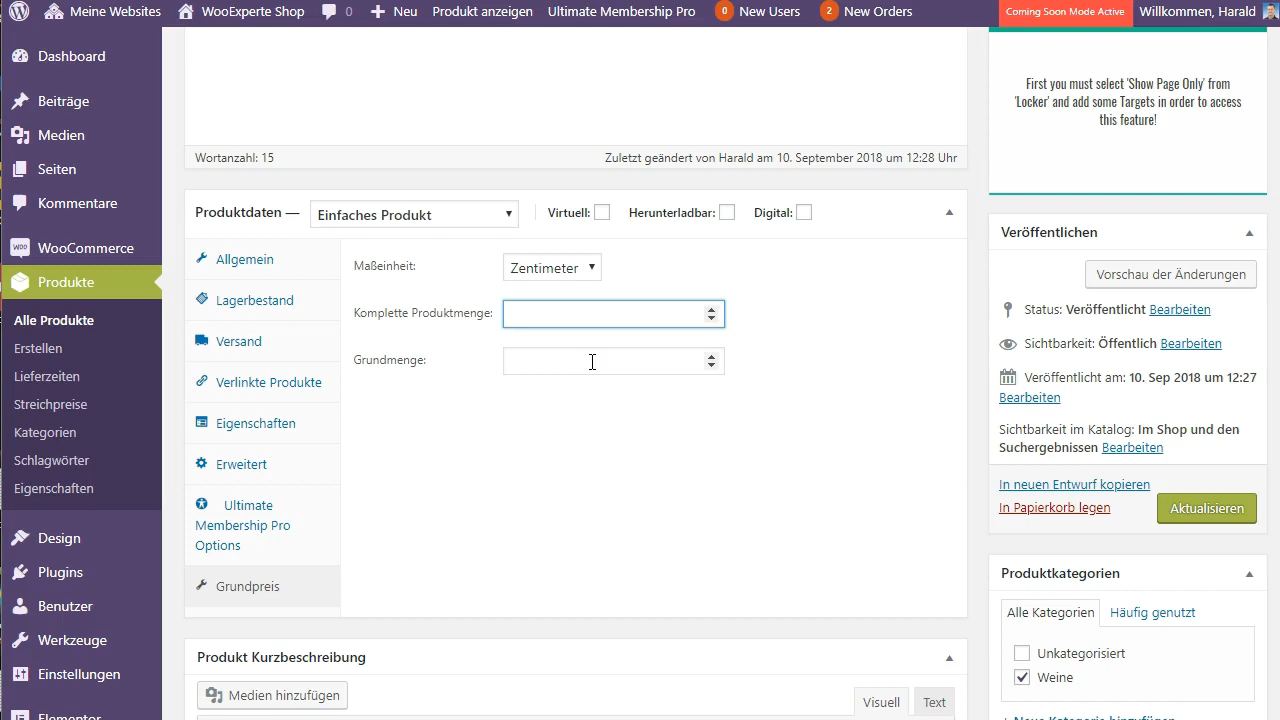 Meine Websites
WooExperte Shop
0
Neu
Produkt anzeigen
Ultimate Membership Pro
0
New Users
2
New Orders
Coming Soon Mode Active
Willkommen, Harald
Dashboard
Beiträge
Medien
Seiten
Kommentare
WOO
WooCommerce
Produkte
Alle Produkte
Erstellen
Lieferzeiten
Streichpreise
Kategorien
Schlagwörter
Eigenschaften
Design
Plugins
Benutzer
Werkzeuge
Einstellungen
Elementor
Wortanzahl: 15
Zuletzt geändert von Harald am 10. September 2018 um 12:28 Uhr
Produktdaten —
Einfaches Produkt
Virtuell:
Herunterladbar:
Digital:
Allgemein
Lagerbestand
Versand
Verlinkte Produkte
Eigenschaften
Erweitert
Ultimate
Membership Pro
Options
Grundpreis
Maßeinheit:
Zentimeter
Komplette Produktmenge:
Grundmenge:
Produkt Kurzbeschreibung
Medien hinzufügen
Visuell
Text
First you must select 'Show Page Only' from
'Locker' and add some Targets in order to access
this feature!
Veröffentlichen
Vorschau der Änderungen
Status: Veröffentlicht Bearbeiten
Sichtbarkeit: Öffentlich Bearbeiten
Veröffentlicht am: 10. Sep 2018 um 12:27
Bearbeiten
Sichtbarkeit im Katalog: Im Shop und den
Suchergebnissen Bearbeiten
In neuen Entwurf kopieren
In Papierkorb legen
Aktualisieren
Produktkategorien
Alle Kategorien
Häufig genutzt
Unkategorisiert
Weine
+ Neue Kategorie hinzufügen